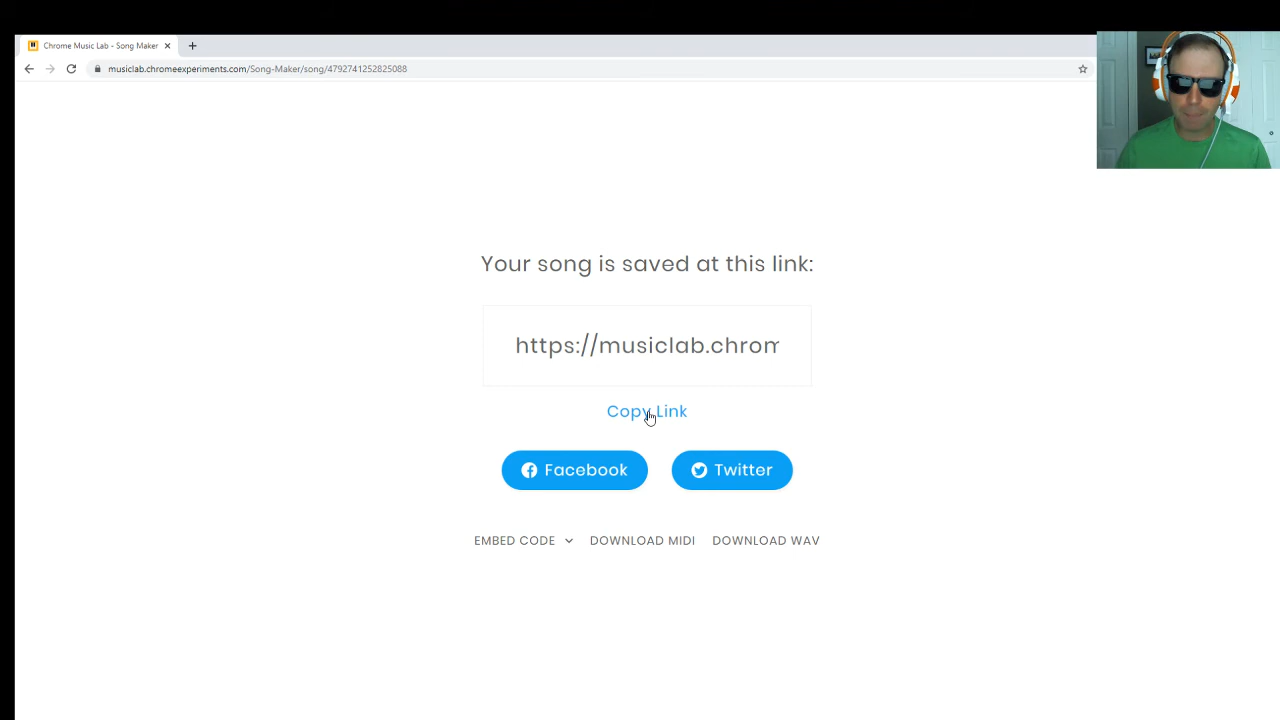 Chrome Music Lab - Song Maker
musiclab.chromeexperiments.com/Song-Maker/song/4792741252825088
Your song is saved at this link:
https://musiclab.chrom
Copy Link
Facebook
Twitter
EMBED CODE
DOWNLOAD MIDI
DOWNLOAD WAV